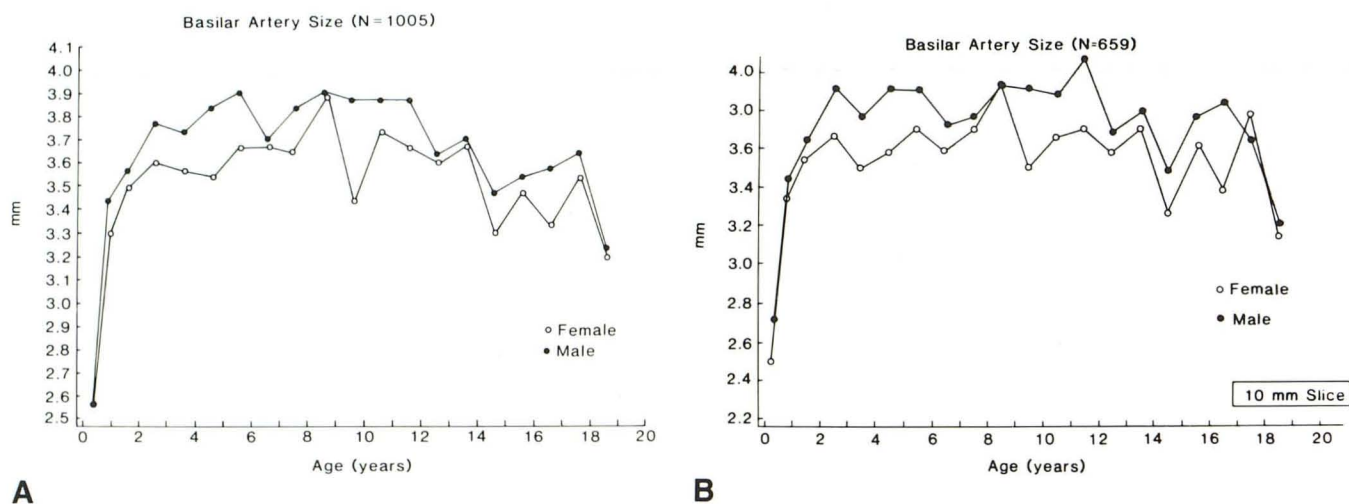 Basilar Artery Size (N=1005)
4.1
4.0
3.9
3.8
3.7
3.6
3.5
3.4
3.3
3.2
3.1
3.0
2.9
2.8
2.7
2.6
2.5
mm
Female
Male
0 2 4 6 8 10 12 14 16 18 20
Age (years)
A
Basilar Artery Size (N=659)
4.0
3.0
3.6
3.4
3.2
3.0
2.8
2.6
2.4
2.2
mm
Female
Male
10 mm Slice
0 2 4 6 8 10 12 14 16 18 20
Age (years)
B